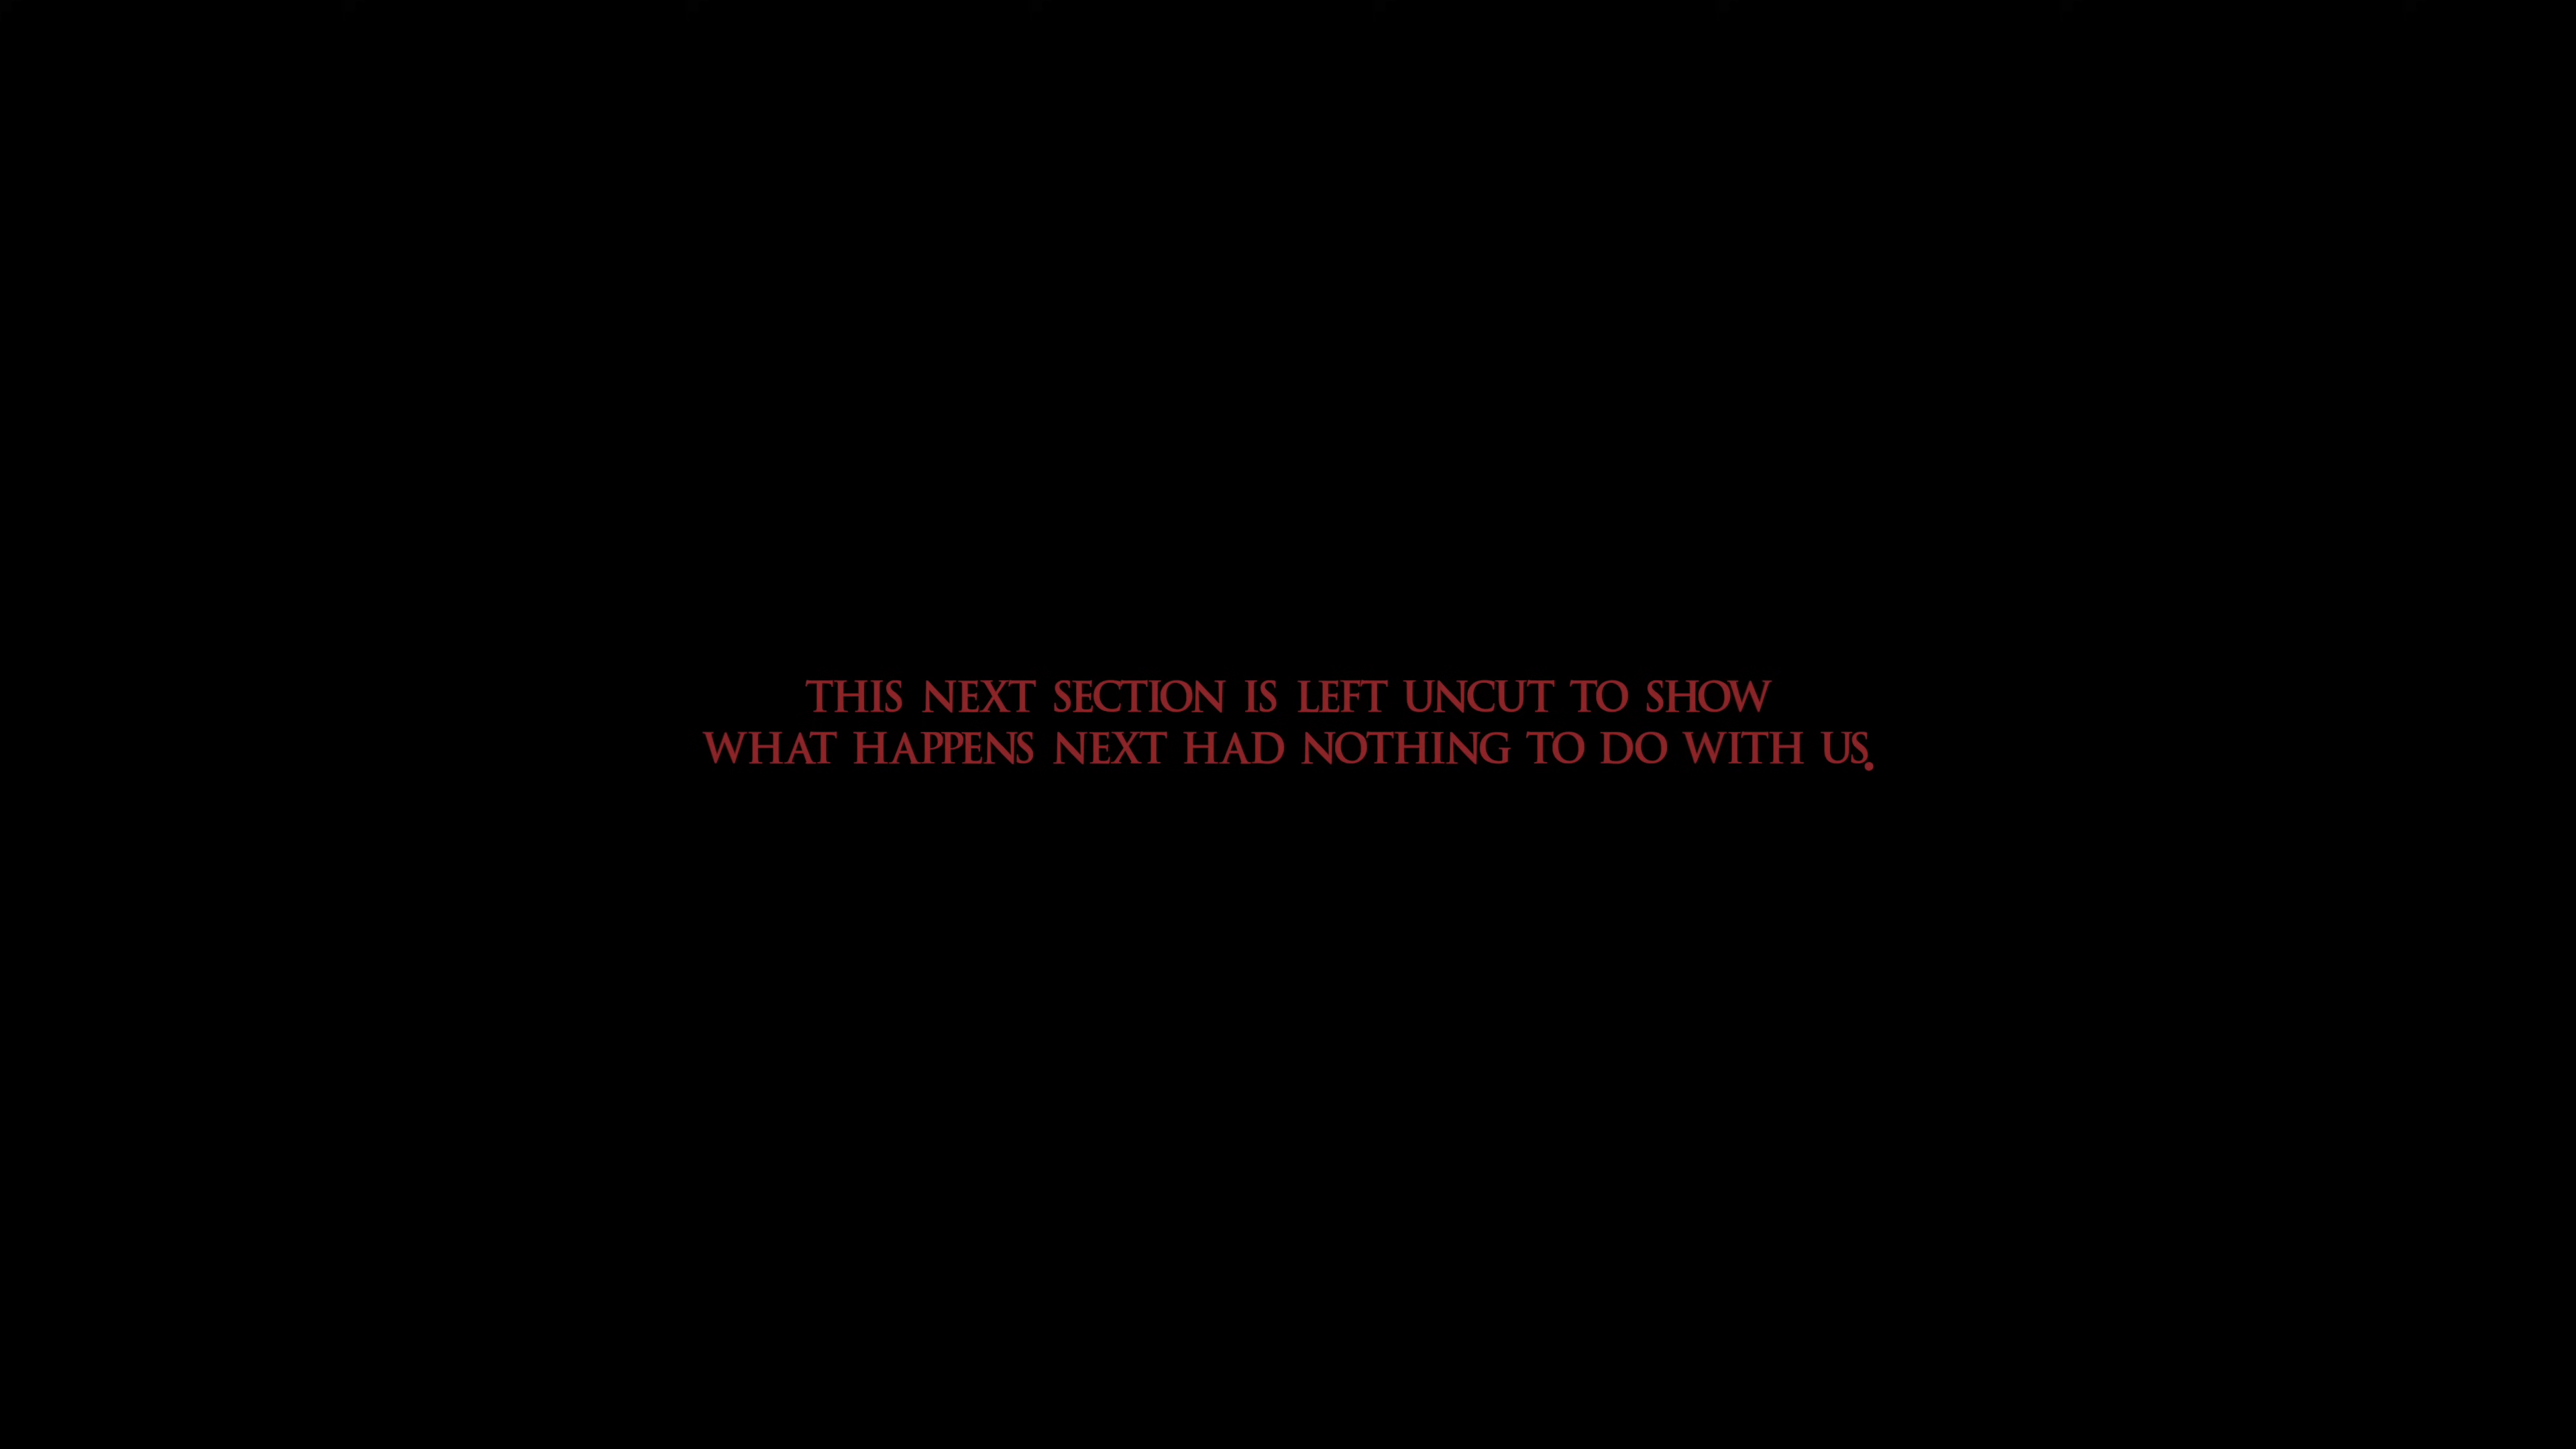 THIS NEXT SECTION IS LEFT UNCUT TO SHOW
WHAT HAPPENS NEXT HAD NOTHING TO DO WITH US.